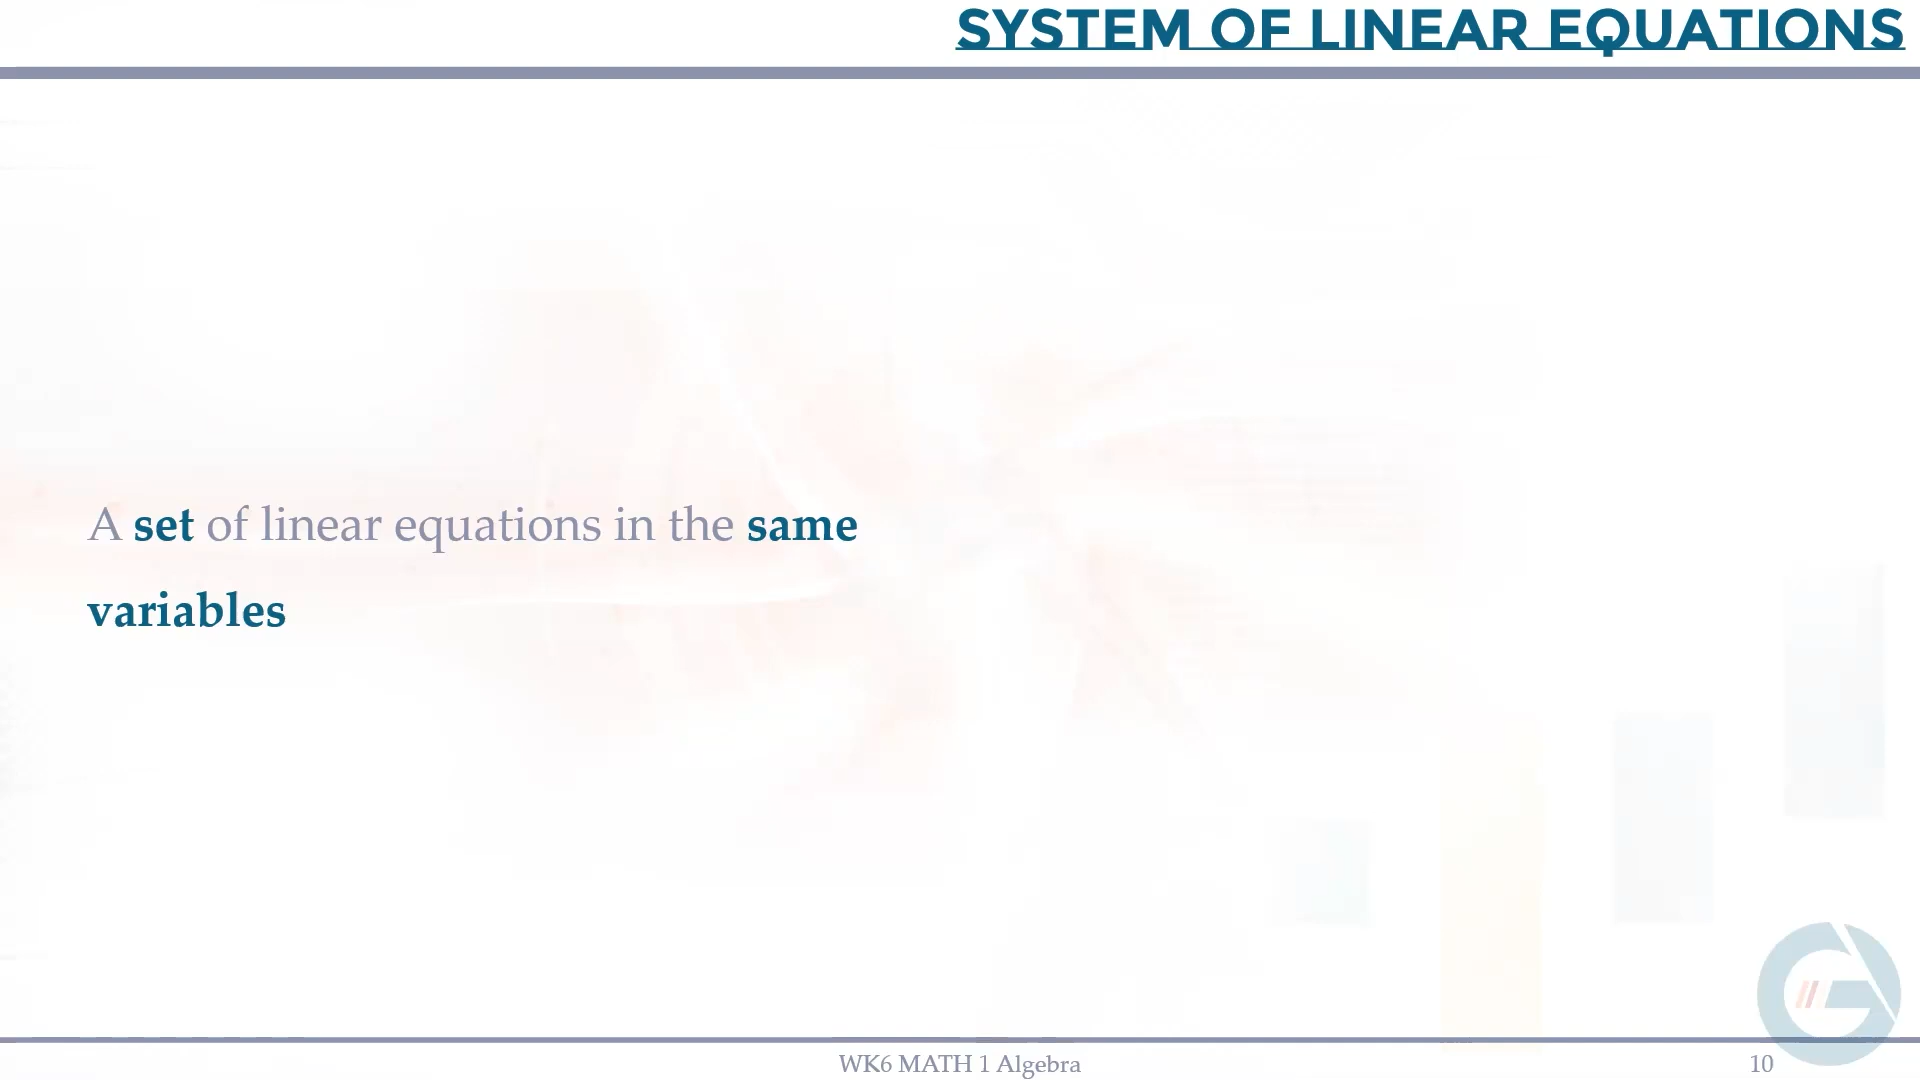 SYSTEM OF LINEAR EQUATIONS
A set of linear equations in the same
variables
WK6 MATH 1 Algebra
10